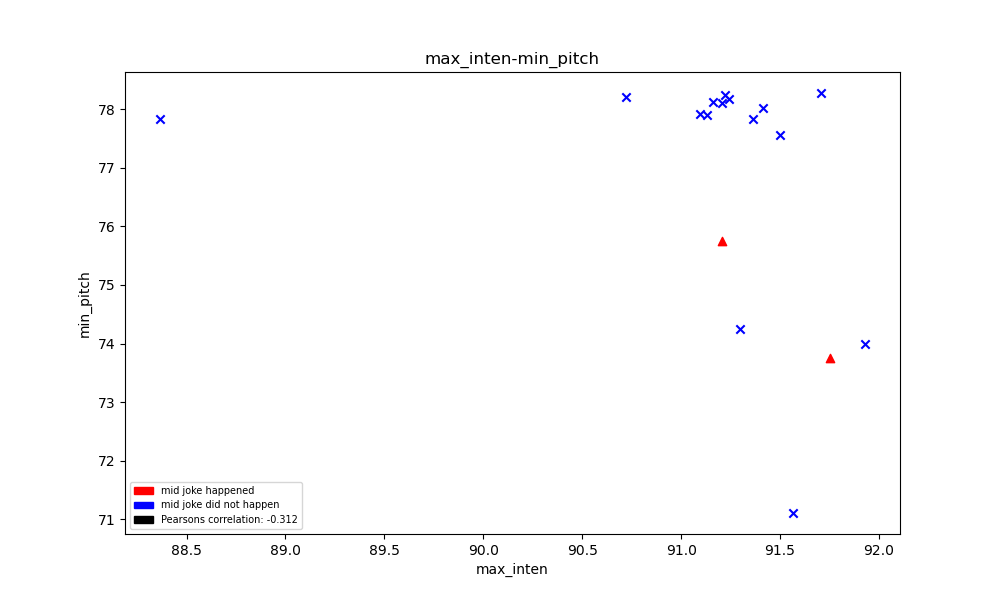 max_inten-min_pitch
78
77
76
75
74
73
72
71
min_pitch
mid joke happened
mid joke did not happen
Pearsons correlation: -0.312
88.5 89.0 89.5 90.0 90.5 91.0 91.5 92.0
max_inten